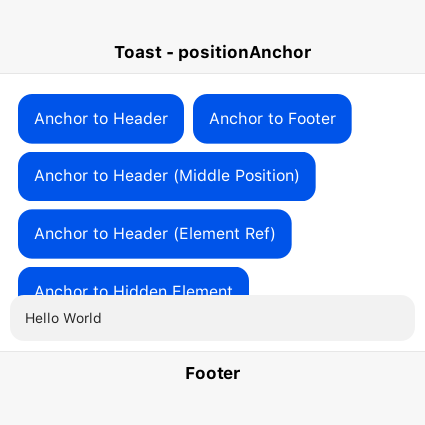 Toast - positionAnchor
Anchor to Header
Anchor to Footer
Anchor to Header (Middle Position)
Anchor to Header (Element Ref)
Anchor to Hidden Element
Hello World
Footer